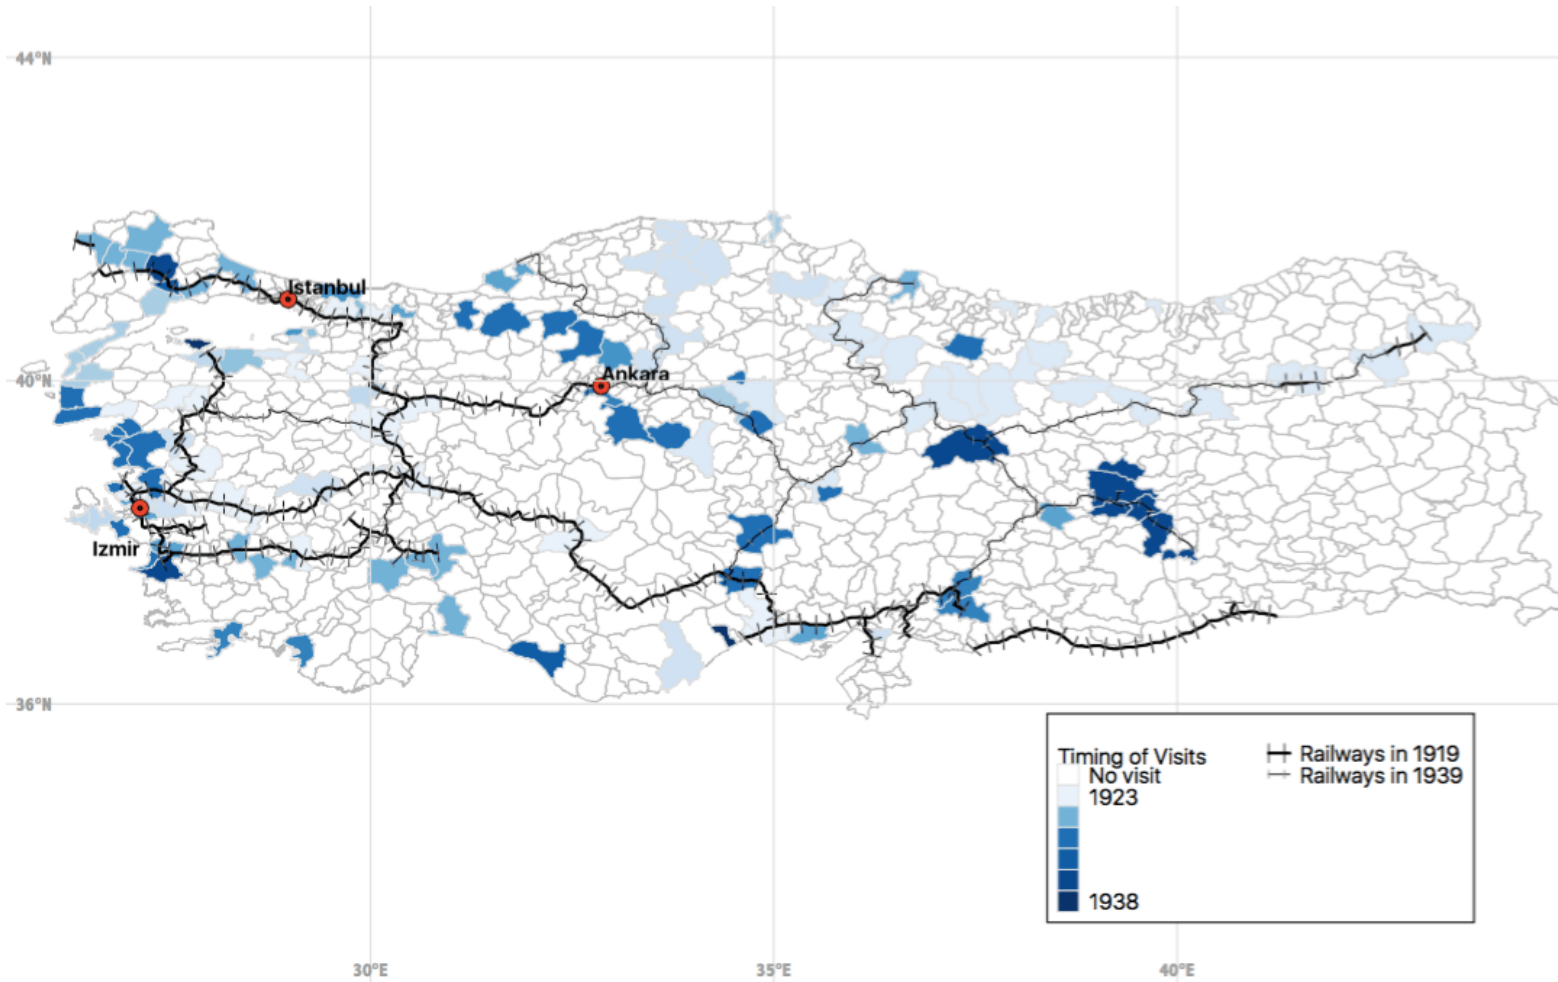 44°N
Istanbul
40°N
Ankara
Izmir
36°N
Timing of Visits
No visit
1923
1938
Railways in 1919
Railways in 1939
30°E
35°E
40°E